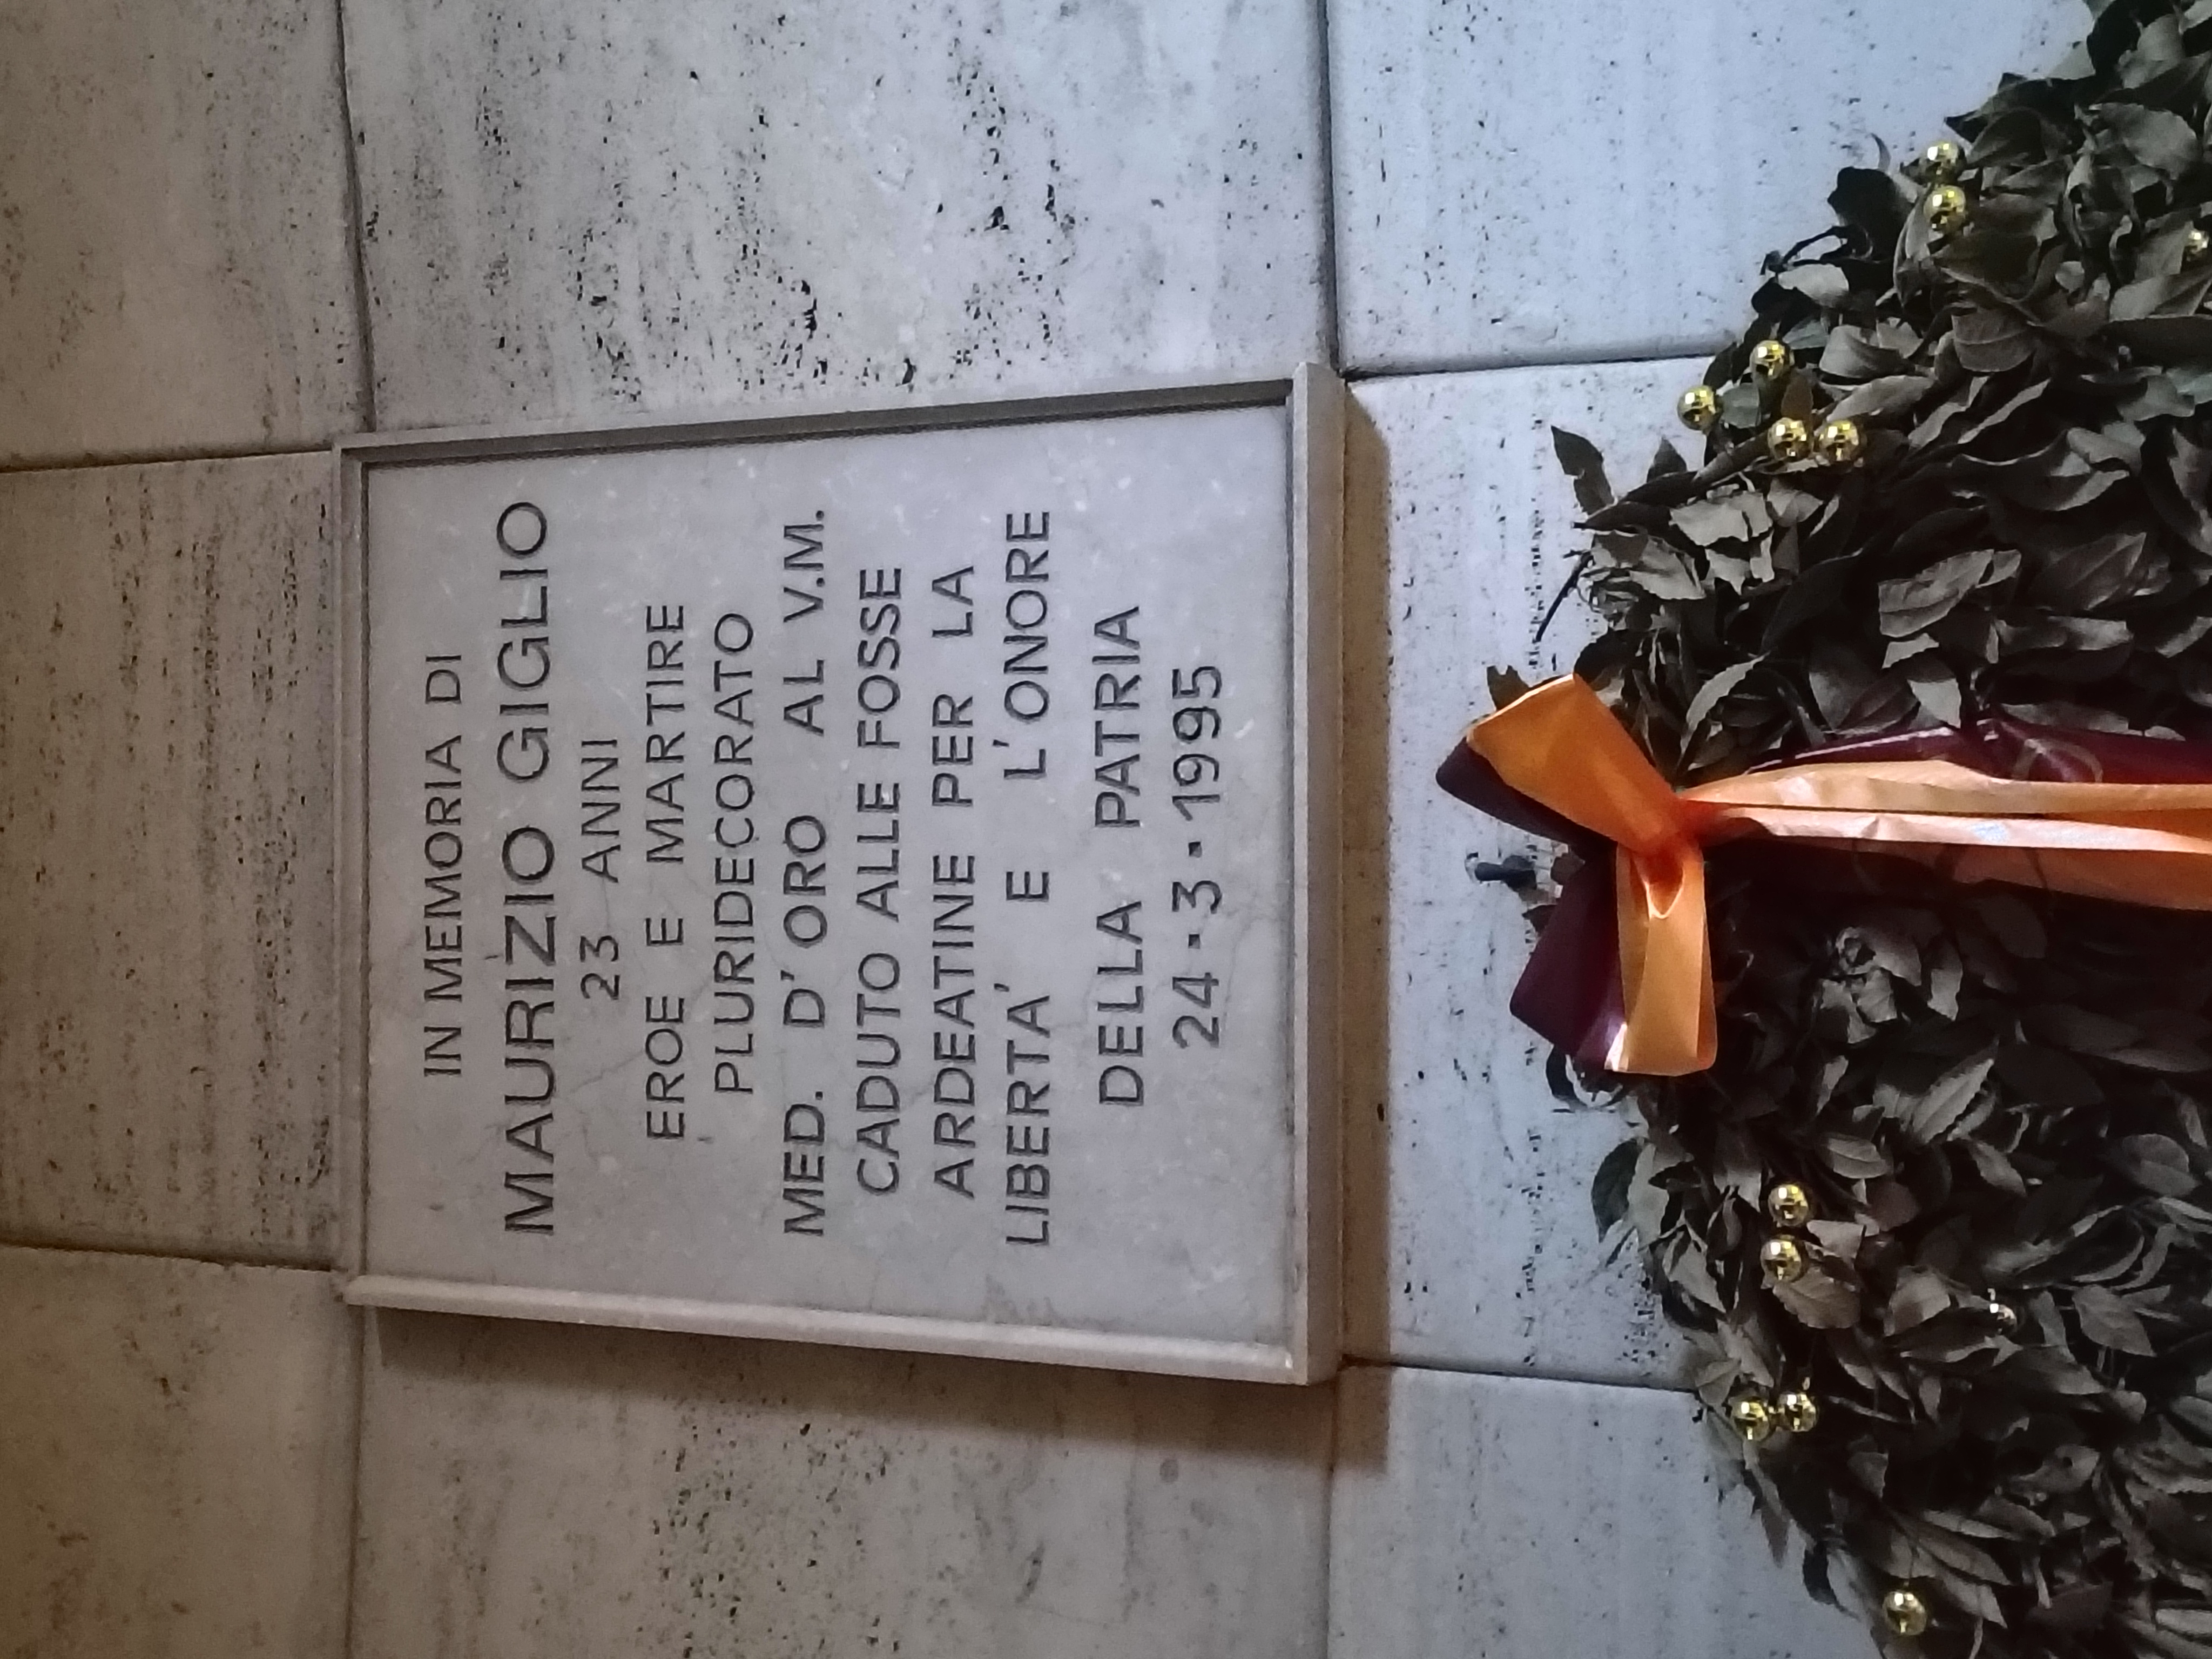 IN MEMORIA DI
MAURIZIO GIGLIO
23 ANNI
EROE E MARTIRE
PLURIDECORATO
MED. D'ORO AL V.M.
CADUTO ALLE FOSSE
ARDEATINE PER LA
LIBERTA' E L'ONORE
DELLA PATRIA
24-3-1995